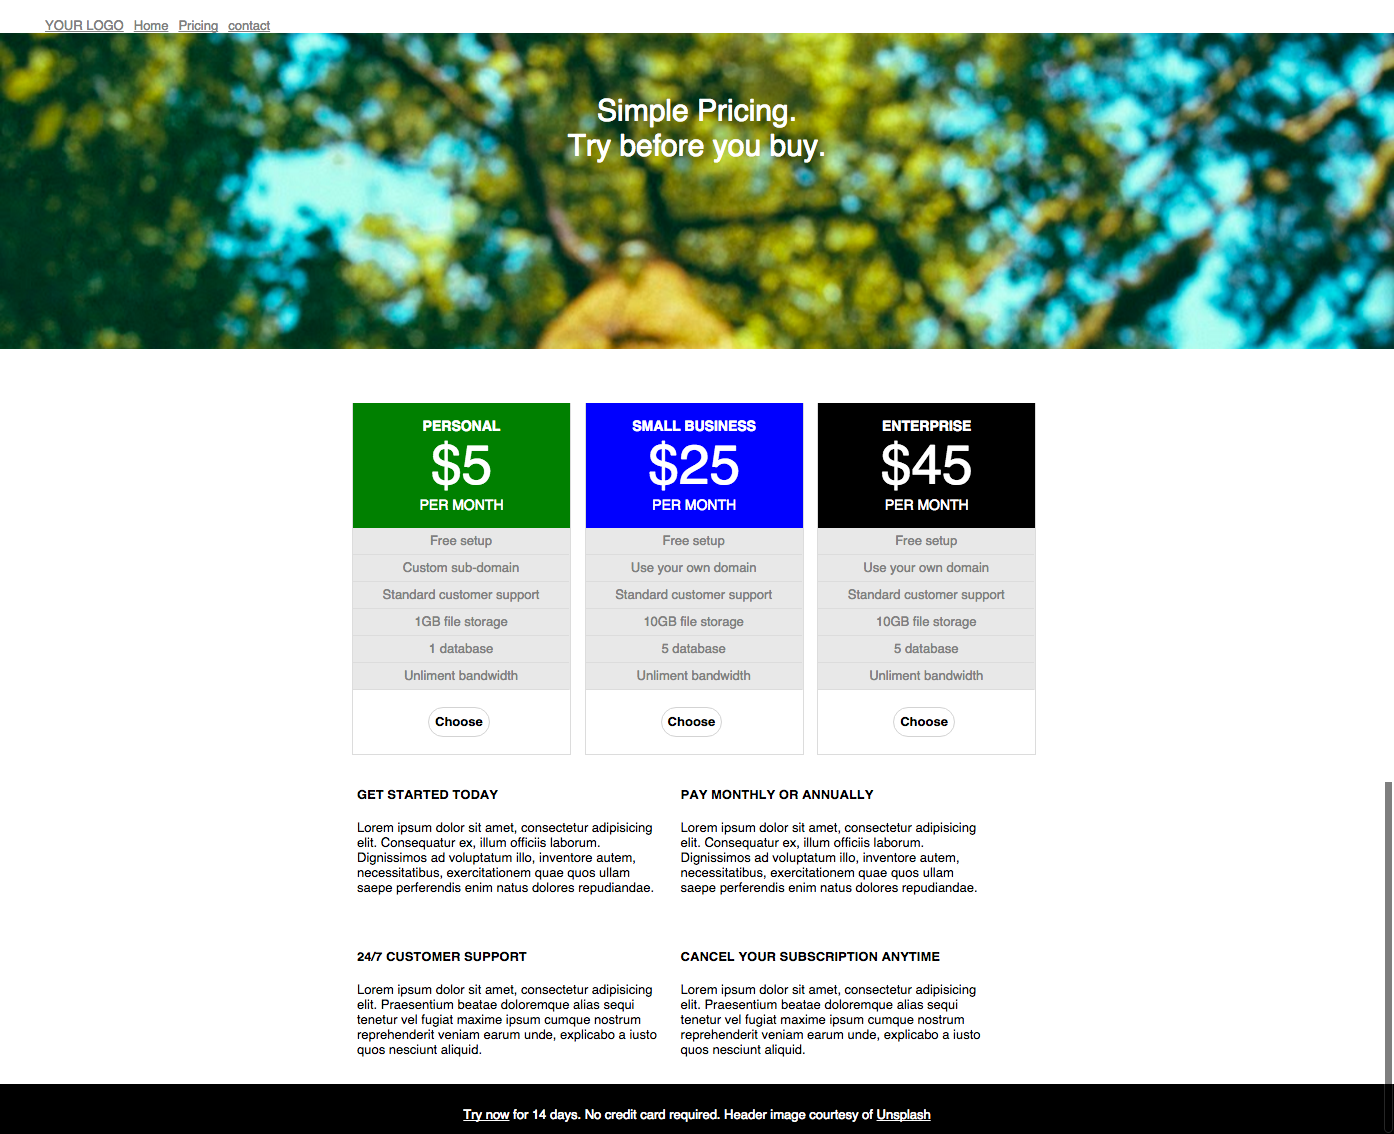 YOUR LOGO Home Pricing contact
Simple Pricing.
Try before you buy.
PERSONAL
$5
PER MONTH
Free setup
Custom sub-domain
Standard customer support
1GB file storage
1 database
Unliment bandwidth
Choose
SMALL BUSINESS
$25
PER MONTH
Free setup
Use your own domain
Standard customer support
10GB file storage
5 database
Unliment bandwidth
Choose
ENTERPRISE
$45
PER MONTH
Free setup
Use your own domain
Standard customer support
10GB file storage
5 database
Unliment bandwidth
Choose
GET STARTED TODAY
Lorem ipsum dolor sit amet, consectetur adipisicing
elit. Consequatur ex, illum officiis laborum.
Dignissimos ad voluptatum illo, inventore autem,
necessitatibus, exercitationem quae quos ullam
saepe perferendis enim natus dolores repudiandae.
PAY MONTHLY OR ANNUALLY
Lorem ipsum dolor sit amet, consectetur adipisicing
elit. Consequatur ex, illum officiis laborum.
Dignissimos ad voluptatum illo, inventore autem,
necessitatibus, exercitationem quae quos ullam
saepe perferendis enim natus dolores repudiandae.
24/7 CUSTOMER SUPPORT
Lorem ipsum dolor sit amet, consectetur adipisicing
elit. Praesentium beatae doloremque alias sequi
tenetur vel fugiat maxime ipsum cumque nostrum
reprehenderit veniam earum unde, explicabo a iusto
quos nesciunt aliquid.
CANCEL YOUR SUBSCRIPTION ANYTIME
Lorem ipsum dolor sit amet, consectetur adipisicing
elit. Praesentium beatae doloremque alias sequi
tenetur vel fugiat maxime ipsum cumque nostrum
reprehenderit veniam earum unde, explicabo a iusto
quos nesciunt aliquid.
Try now for 14 days. No credit card required. Header image courtesy of Unsplash